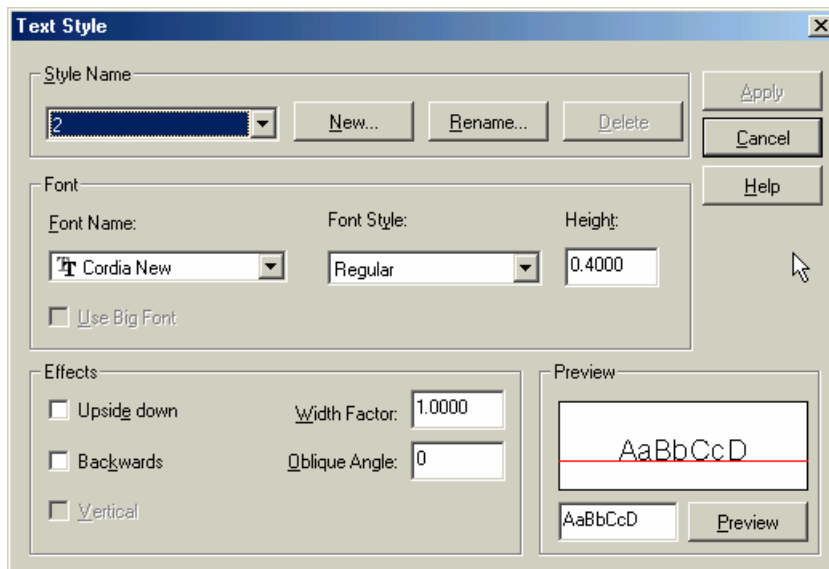 Text Style
Style Name
2
New...
Rename...
Delete
Apply
Cancel
Help
Font
Font Name:
Font Style:
Height:
Cordia New
Regular
0.4000
Use Big Font
Effects
Upside down
Width Factor:
1.0000
Backwards
Oblique Angle:
0
Vertical
Preview
AaBbCcD
AaBbCcD
Preview